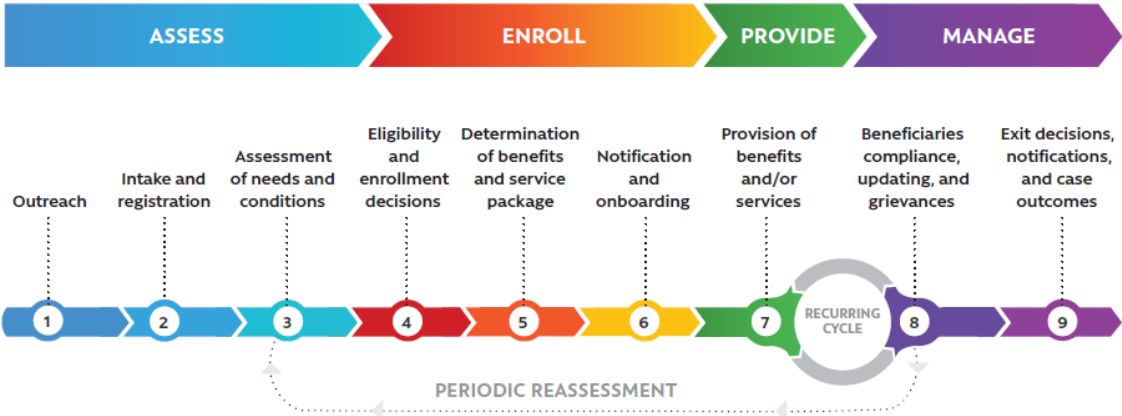 ASSESS
ENROLL
PROVIDE
MANAGE
Outreach
Intake and
registration
Assessment
of needs and
conditions
Eligibility
and
enrollment
decisions
Determination
of benefits
and service
package
Notification
and
onboarding
Provision of
benefits
and/or
services
Beneficiaries
compliance,
updating, and
grievances
Exit decisions,
notifications,
and case
outcomes
1
2
3
4
5
6
7
RECURRING
CYCLE
8
9
PERIODIC REASSESSMENT